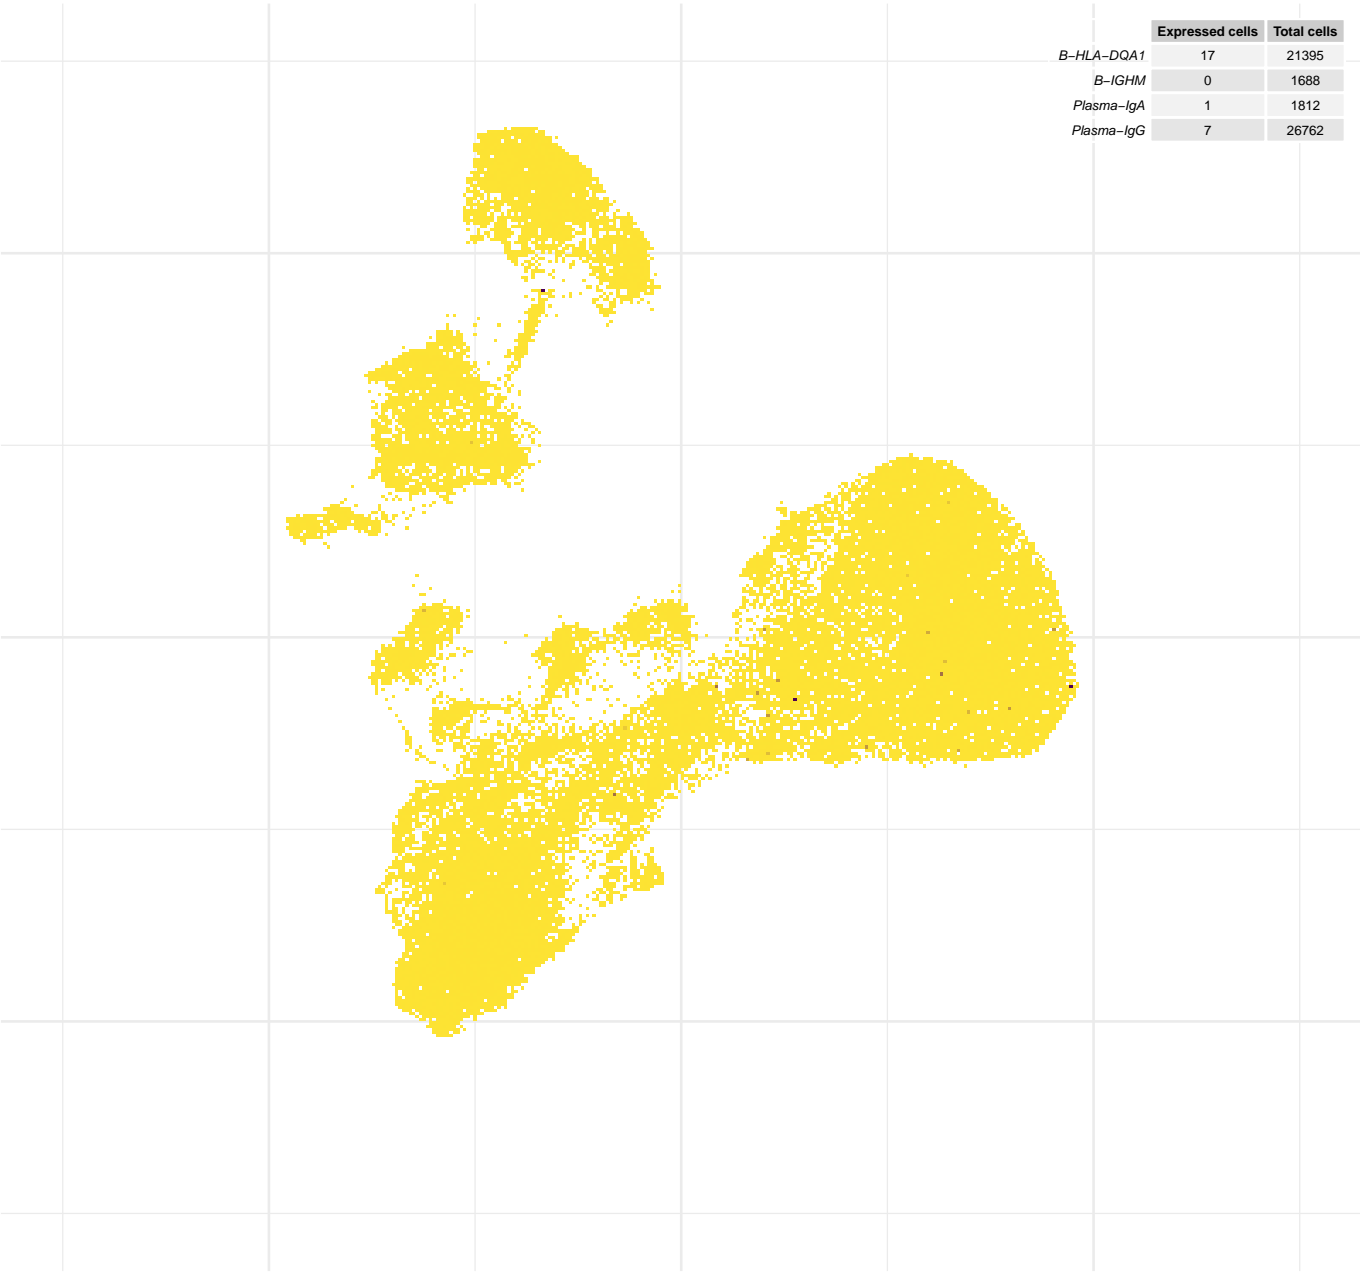 Expressed cells Total cells
B−HLA−DQA1 17 21395
B−IGHM 0 1688
Plasma−IgA 1 1812
Plasma−IgG 7 26762